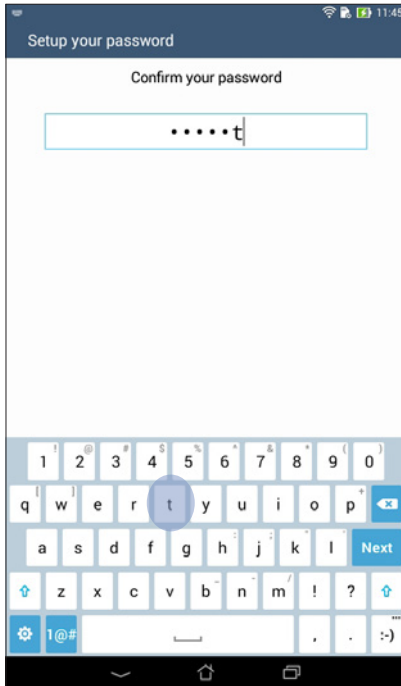 11:45
Setup your password
Confirm your password
•••••t
! @ # $ % ^ & * ( )
1 2 3 4 5 6 7 8 9 0
[ ] +
q w e r t y u i o p
: ; '
a s d f g h j k l Next
- _ /
z x c v b n m ! ?
1@# , . :-)